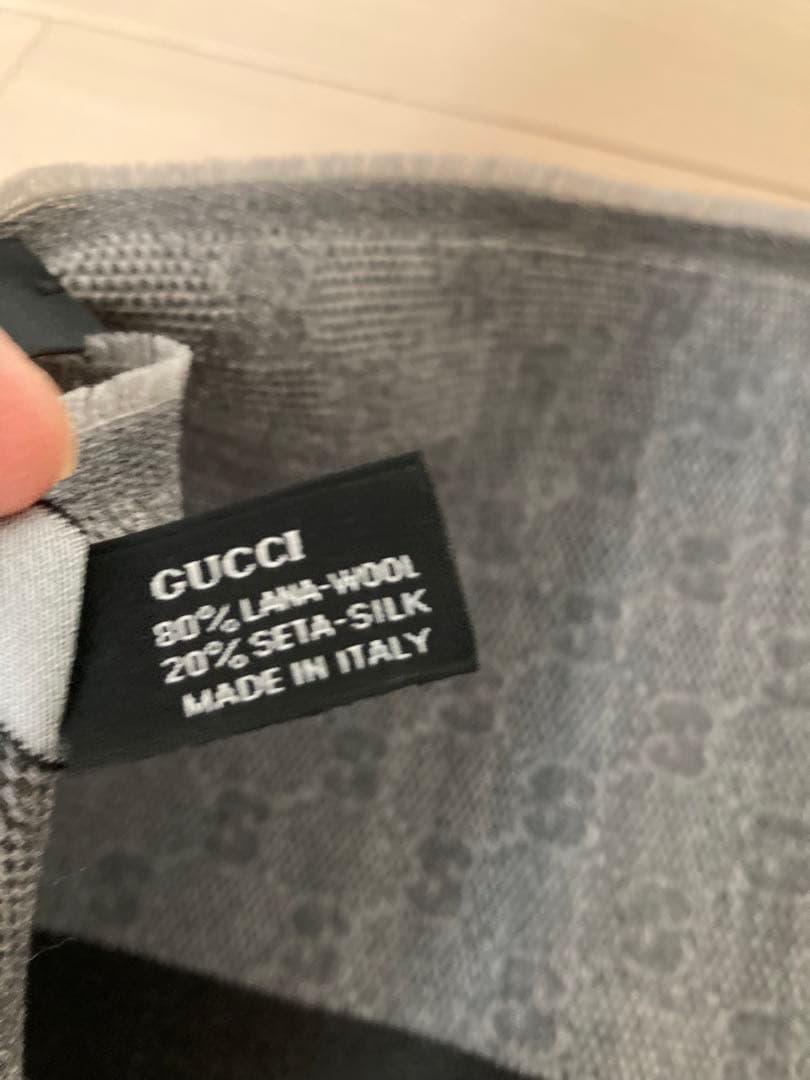 GUCCI
80% LANA-WOOL
20% SETA-SILK
MADE IN ITALY